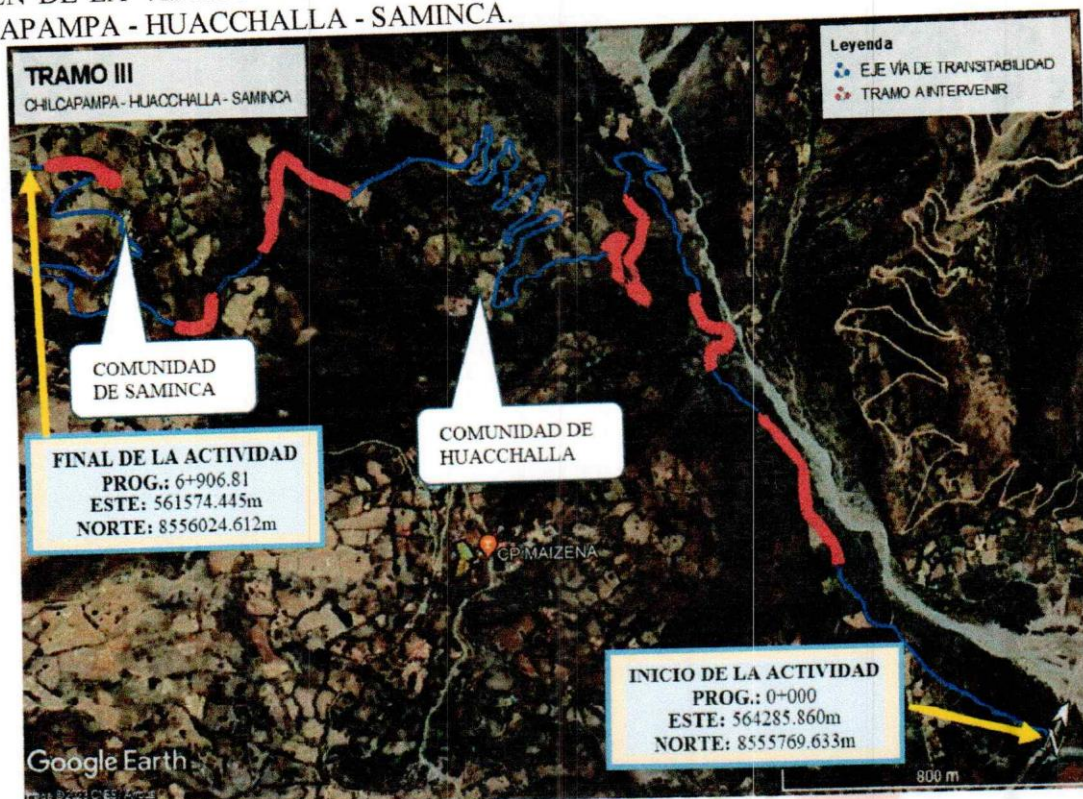 APAMPA - HUACCHALLA - SAMINCA.
TRAMO III
CHILCAPAMPA - HUACCHALLA - SAMINCA
Leyenda
EJE VÍA DE TRANSITABILIDAD
TRAMO A INTERVENIR
COMUNIDAD
DE SAMINCA
COMUNIDAD DE
HUACCHALLA
FINAL DE LA ACTIVIDAD
PROG.: 6+906.81
ESTE: 561574.445m
NORTE: 8556024.612m
CP MAIZENA
INICIO DE LA ACTIVIDAD
PROG.: 0+000
ESTE: 564285.860m
NORTE: 8555769.633m
Google Earth
800 m